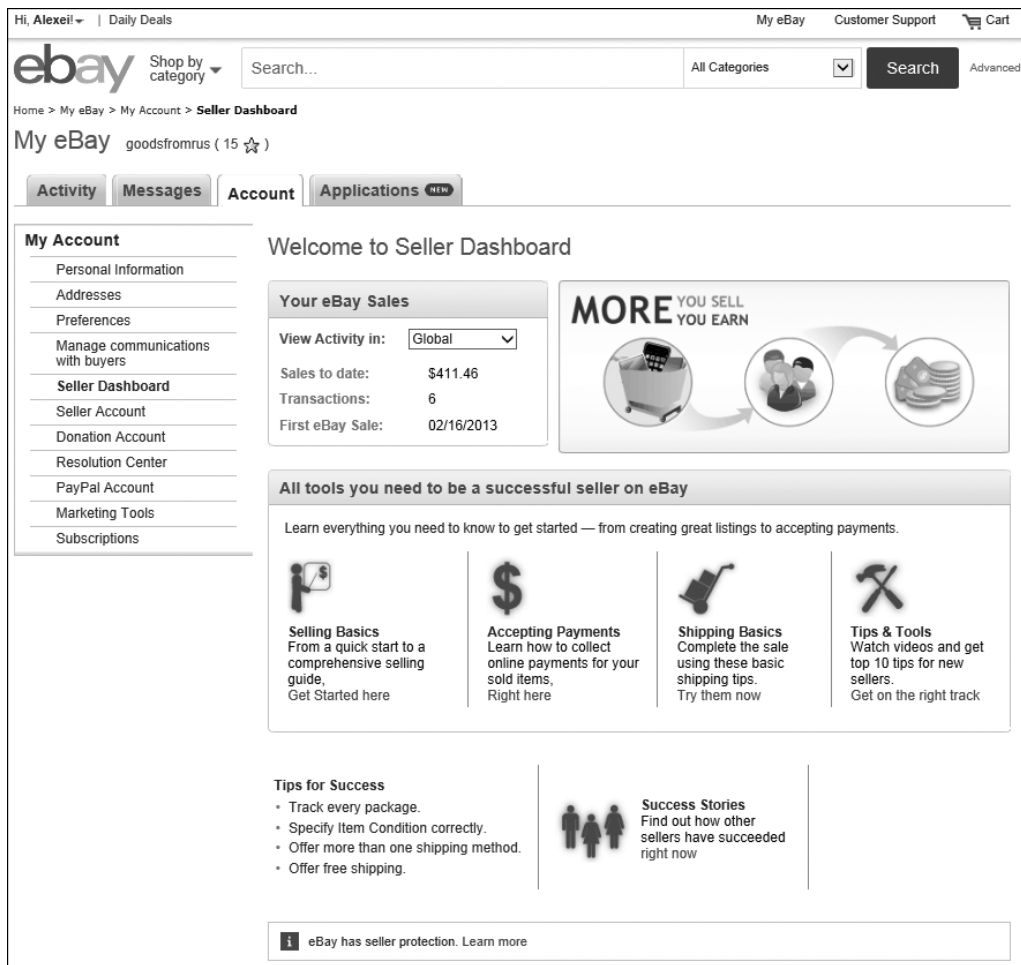 Hi, Alexei! | Daily Deals My eBay Customer Support Cart
ebay Shop by category Search... All Categories Search Advanced
Home > My eBay > My Account > Seller Dashboard
My eBay goodsfromrus ( 15 ☆ )
Activity Messages Account Applications NEW
My Account
Personal Information
Addresses
Preferences
Manage communications
with buyers
Seller Dashboard
Seller Account
Donation Account
Resolution Center
PayPal Account
Marketing Tools
Subscriptions
Welcome to Seller Dashboard
Your eBay Sales
View Activity in: Global
Sales to date: $411.46
Transactions: 6
First eBay Sale: 02/16/2013
MORE YOU SELL
YOU EARN
All tools you need to be a successful seller on eBay
Learn everything you need to know to get started — from creating great listings to accepting payments.
Selling Basics
From a quick start to a
comprehensive selling
guide,
Get Started here
Accepting Payments
Learn how to collect
online payments for your
sold items,
Right here
Shipping Basics
Complete the sale
using these basic
shipping tips.
Try them now
Tips & Tools
Watch videos and get
top 10 tips for new
sellers.
Get on the right track
Tips for Success
• Track every package.
• Specify Item Condition correctly.
• Offer more than one shipping method.
• Offer free shipping.
Success Stories
Find out how other
sellers have succeeded
right now
i eBay has seller protection. Learn more